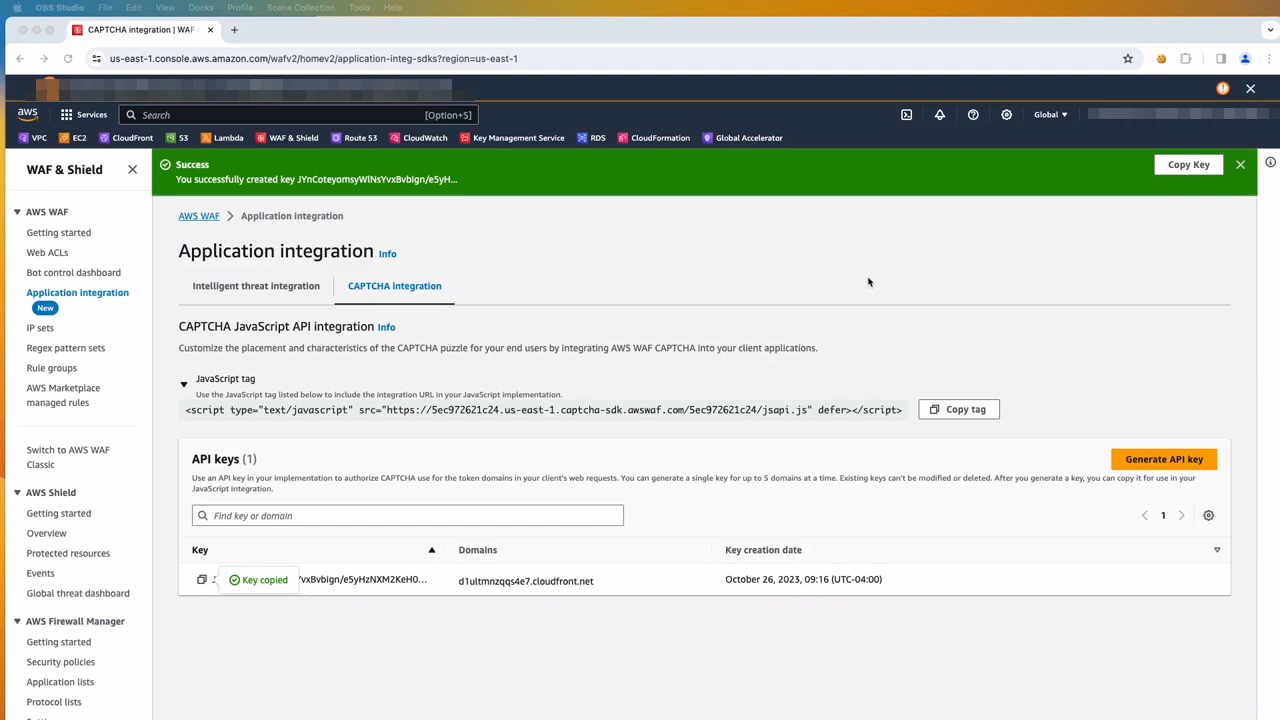 OBS Studio File Edit View Docks Profile Scene Collection Tools Help
CAPTCHA integration | WAF
us-east-1.console.aws.amazon.com/wafv2/homev2/application-integ-sdks?region=us-east-1
aws Services Search [Option+S] Global
VPC EC2 CloudFront S3 Lambda WAF & Shield Route 53 CloudWatch Key Management Service RDS CloudFormation Global Accelerator
WAF & Shield
AWS WAF
Getting started
Web ACLs
Bot control dashboard
Application integration
New
IP sets
Regex pattern sets
Rule groups
AWS Marketplace
managed rules
Switch to AWS WAF
Classic
AWS Shield
Getting started
Overview
Protected resources
Events
Global threat dashboard
AWS Firewall Manager
Getting started
Security policies
Application lists
Protocol lists
Success
You successfully created key JYnCoteyomsyWlNsYvxBvbign/e5yH...
Copy Key
AWS WAF Application integration
Application integration Info
Intelligent threat integration CAPTCHA integration
CAPTCHA JavaScript API integration Info
Customize the placement and characteristics of the CAPTCHA puzzle for your end users by integrating AWS WAF CAPTCHA into your client applications.
JavaScript tag
Use the JavaScript tag listed below to include the integration URL in your JavaScript implementation.
<script type="text/javascript" src="https://5ec972621c24.us-east-1.captcha-sdk.awswaf.com/5ec972621c24/jsapi.js" defer></script> Copy tag
API keys (1)
Generate API key
Use an API key in your implementation to authorize CAPTCHA use for the token domains in your client's web requests. You can generate a single key for up to 5 domains at a time. Existing keys can't be modified or deleted. After you generate a key, you can copy it for use in your
JavaScript integration.
Find key or domain
1
Key Domains Key creation date
Key copied vxBvbign/e5yHzNXM2KeH0... d1ultmnzqqs4e7.cloudfront.net October 26, 2023, 09:16 (UTC-04:00)